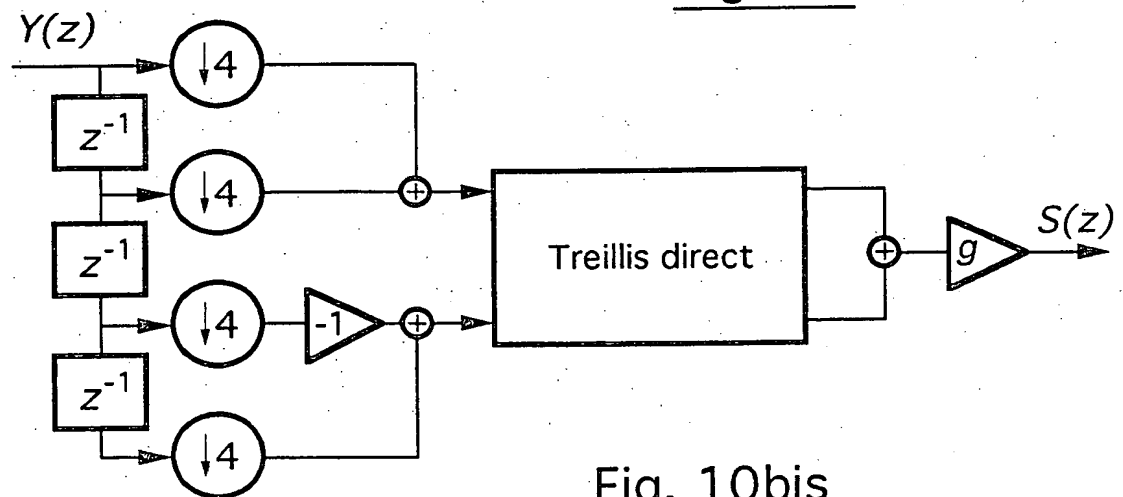 Y(z)
↓4
z⁻¹
↓4
z⁻¹
Treillis direct
g
S(z)
↓4
-1
z⁻¹
↓4
Fig. 10bis